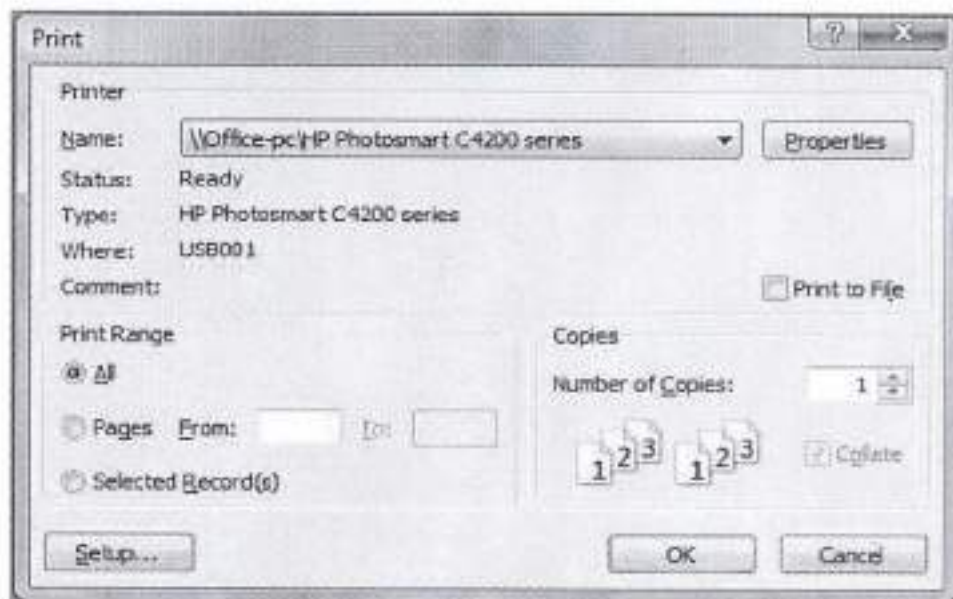 Print
Printer
Name: \\Office-pc\HP Photosmart C4200 series Properties
Status: Ready
Type: HP Photosmart C4200 series
Where: USB001
Comment:
Print to File
Print Range
All
Pages From: To:
Selected Record(s)
Copies
Number of Copies: 1
1 2 3 1 2 3 Collate
Setup... OK Cancel